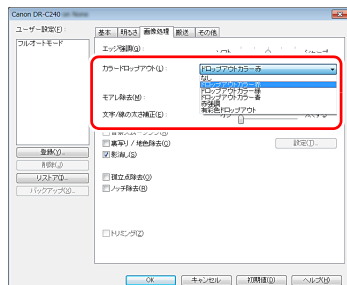 Canon DR-C240 on None
ユーザー設定(F):
フルオートモード
登録(Y)...
削除(J)
リストア(I)...
バックアップ(X)...
基本 明るさ 画像処理 搬送 その他
エッジ強調(G):
カラードロップアウト(L):
ドロップアウトカラー 赤
なし
ドロップアウトカラー 赤
ドロップアウトカラー 緑
ドロップアウトカラー 青
赤強調
有彩色ドロップアウト
モアレ除去(M):
文字/線の太さ補正(E):
裏写り / 地色除去(O)
設定(T)...
影消し(S)
孤立点除去(O)
ノッチ除去(R)
トリミング(Z)
OK
キャンセル
初期値(D)
ヘルプ(H)